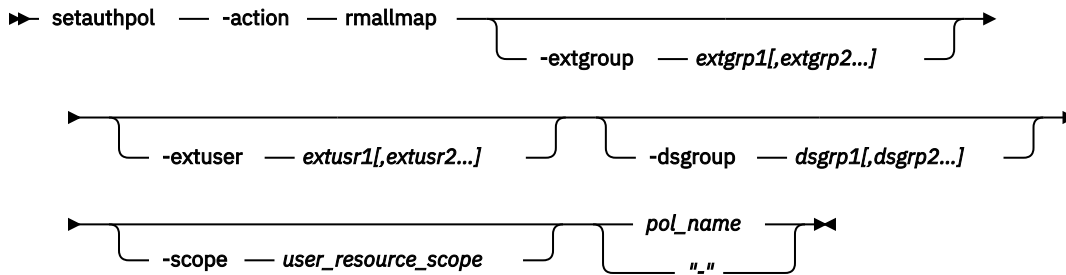 setauthpol -action rmallmap
-extgroup extgrp1[,extgrp2...]
-extuser extusr1[,extusr2...] -dsgroup dsgrp1[,dsgrp2...]
pol_name
-scope user_resource_scope "-"